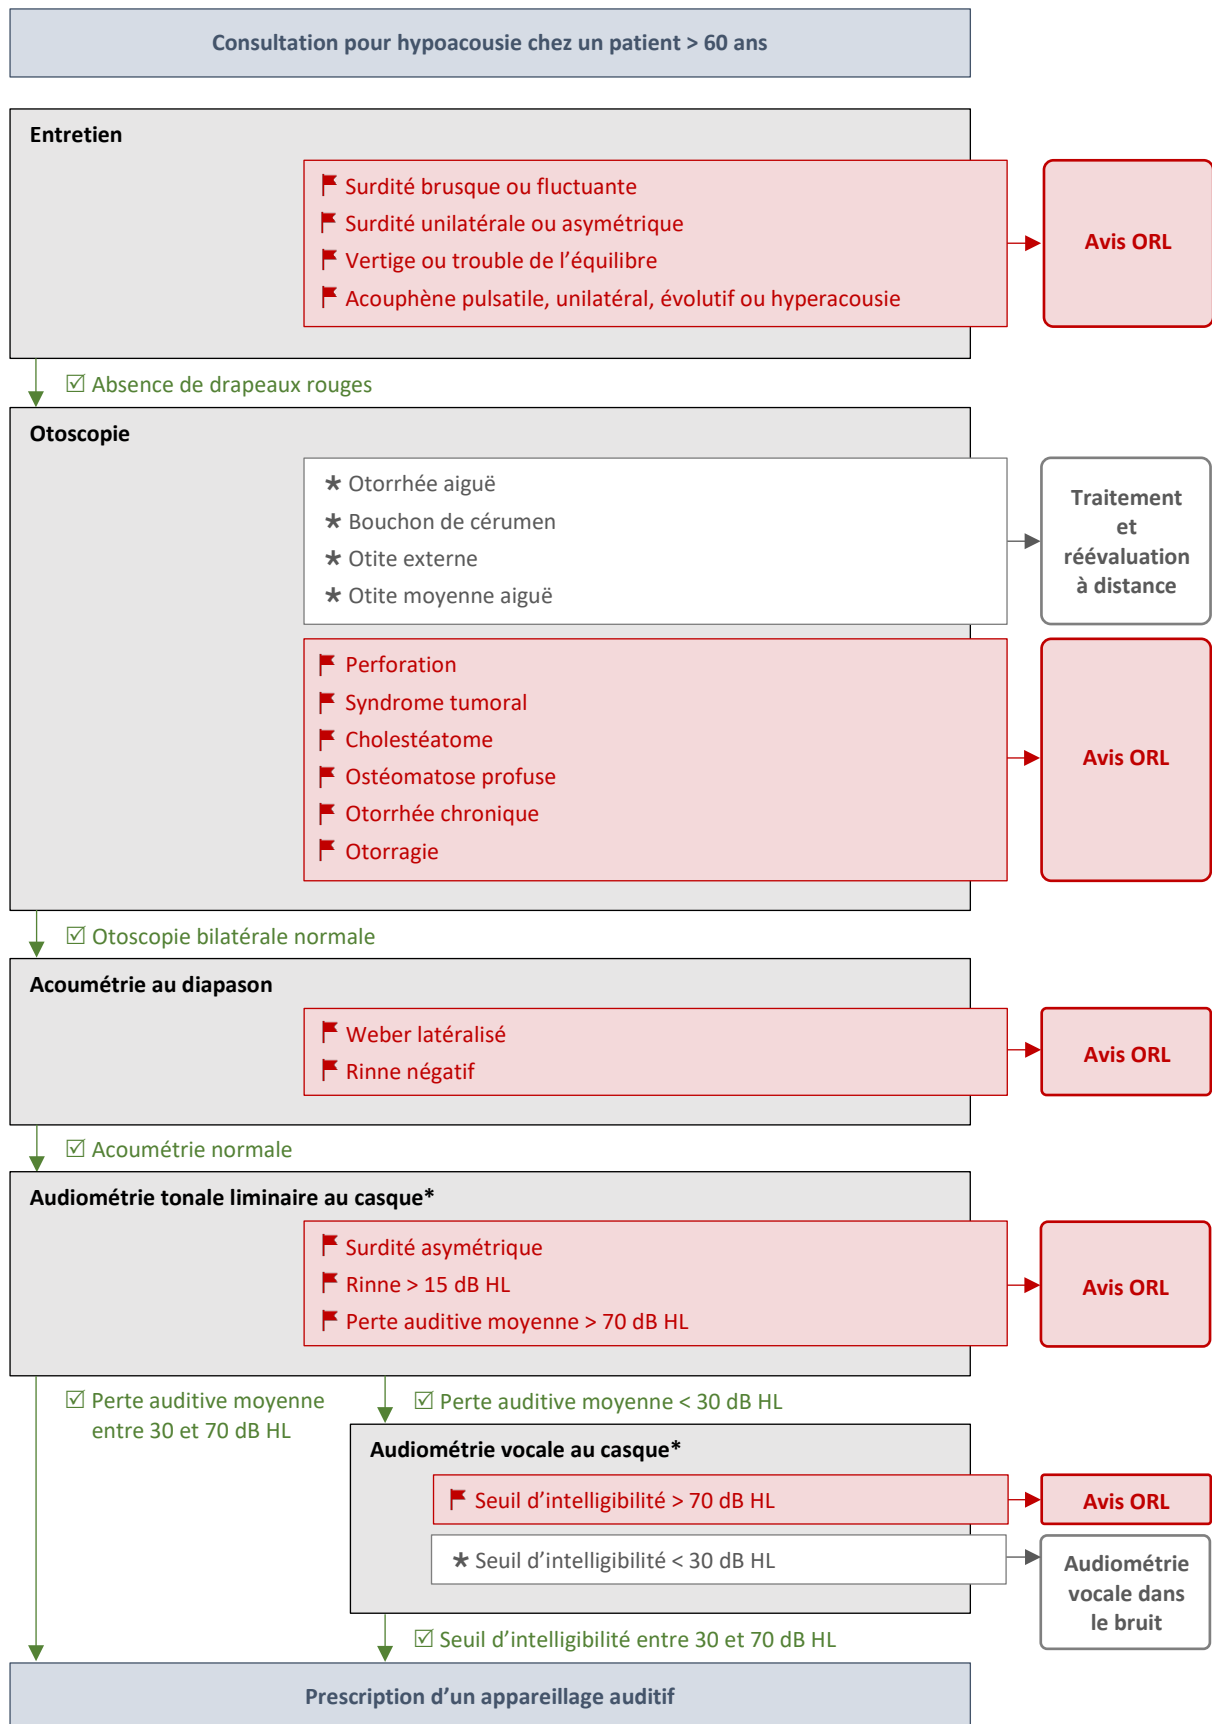 Consultation pour hypoacousie chez un patient > 60 ans
Entretien
Surdité brusque ou fluctuante
Surdité unilatérale ou asymétrique
Vertige ou trouble de l'équilibre
Acouphène pulsatile, unilatéral, évolutif ou hyperacousie
Avis ORL
☑ Absence de drapeaux rouges
Otoscopie
* Otorrhée aiguë
* Bouchon de cérumen
* Otite externe
* Otite moyenne aiguë
Traitement
et
réévaluation
à distance
Perforation
Syndrome tumoral
Cholestéatome
Ostéomatose profuse
Otorrhée chronique
Otorragie
Avis ORL
☑ Otoscopie bilatérale normale
Acoumétrie au diapason
Weber latéralisé
Rinne négatif
Avis ORL
☑ Acoumétrie normale
Audiométrie tonale liminaire au casque*
Surdité asymétrique
Rinne > 15 dB HL
Perte auditive moyenne > 70 dB HL
Avis ORL
☑ Perte auditive moyenne
entre 30 et 70 dB HL
☑ Perte auditive moyenne < 30 dB HL
Audiométrie vocale au casque*
Seuil d'intelligibilité > 70 dB HL
Avis ORL
* Seuil d'intelligibilité < 30 dB HL
Audiométrie
vocale dans
le bruit
☑ Seuil d'intelligibilité entre 30 et 70 dB HL
Prescription d'un appareillage auditif